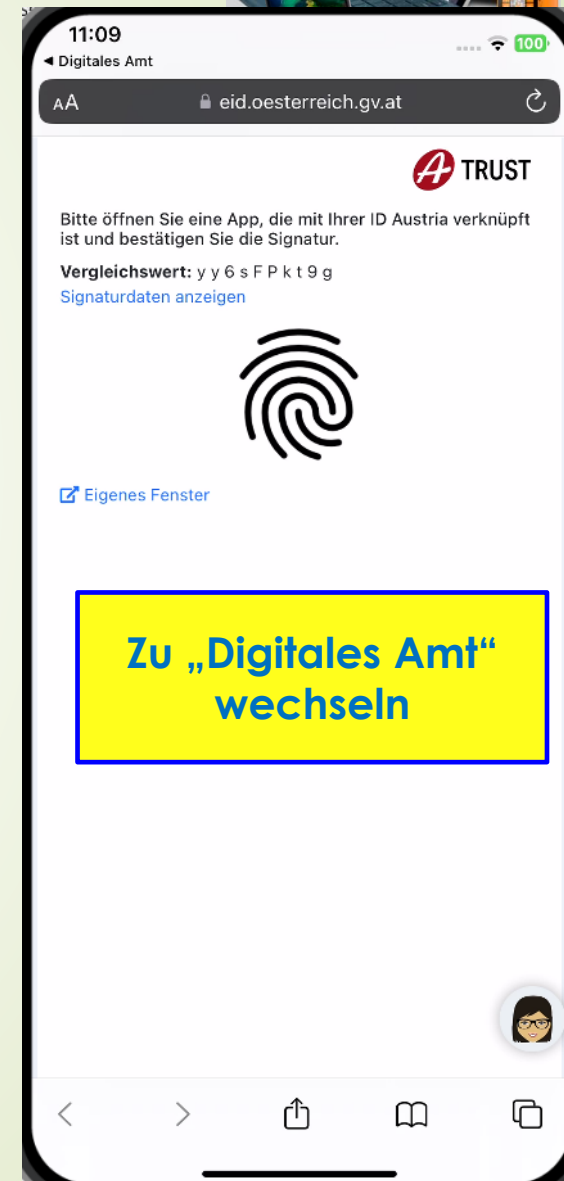 11:09
100
◀ Digitales Amt
AA eid.oesterreich.gv.at
A TRUST
Bitte öffnen Sie eine App, die mit Ihrer ID Austria verknüpft
ist und bestätigen Sie die Signatur.
Vergleichswert: y y 6 s F P k t 9 g
Signaturdaten anzeigen
Eigenes Fenster
Zu „Digitales Amt“
wechseln